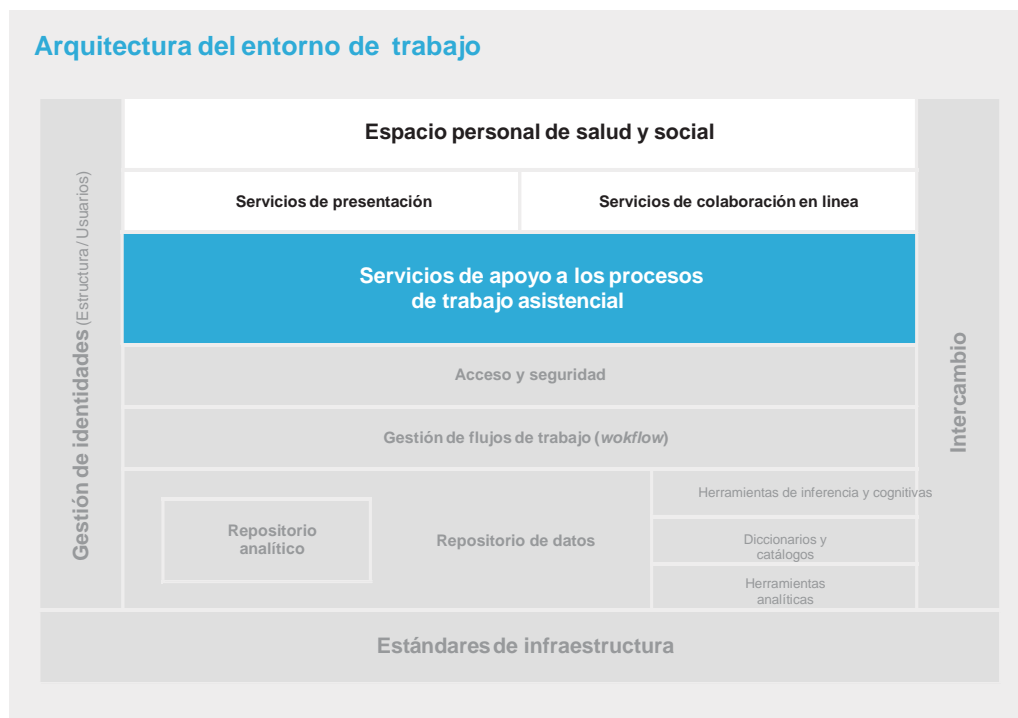 Arquitectura del entorno de trabajo
Espacio personal de salud y social
Servicios de presentación
Servicios de colaboración en linea
Servicios de apoyo a los procesos
de trabajo asistencial
Acceso y seguridad
Gestión de flujos de trabajo (wokflow)
Repositorio
analítico
Repositorio de datos
Herramientas de inferencia y cognitivas
Diccionarios y
catálogos
Herramientas
analíticas
Gestión de identidades (Estructura / Usuarios)
Intercambio
Estándares de infraestructura